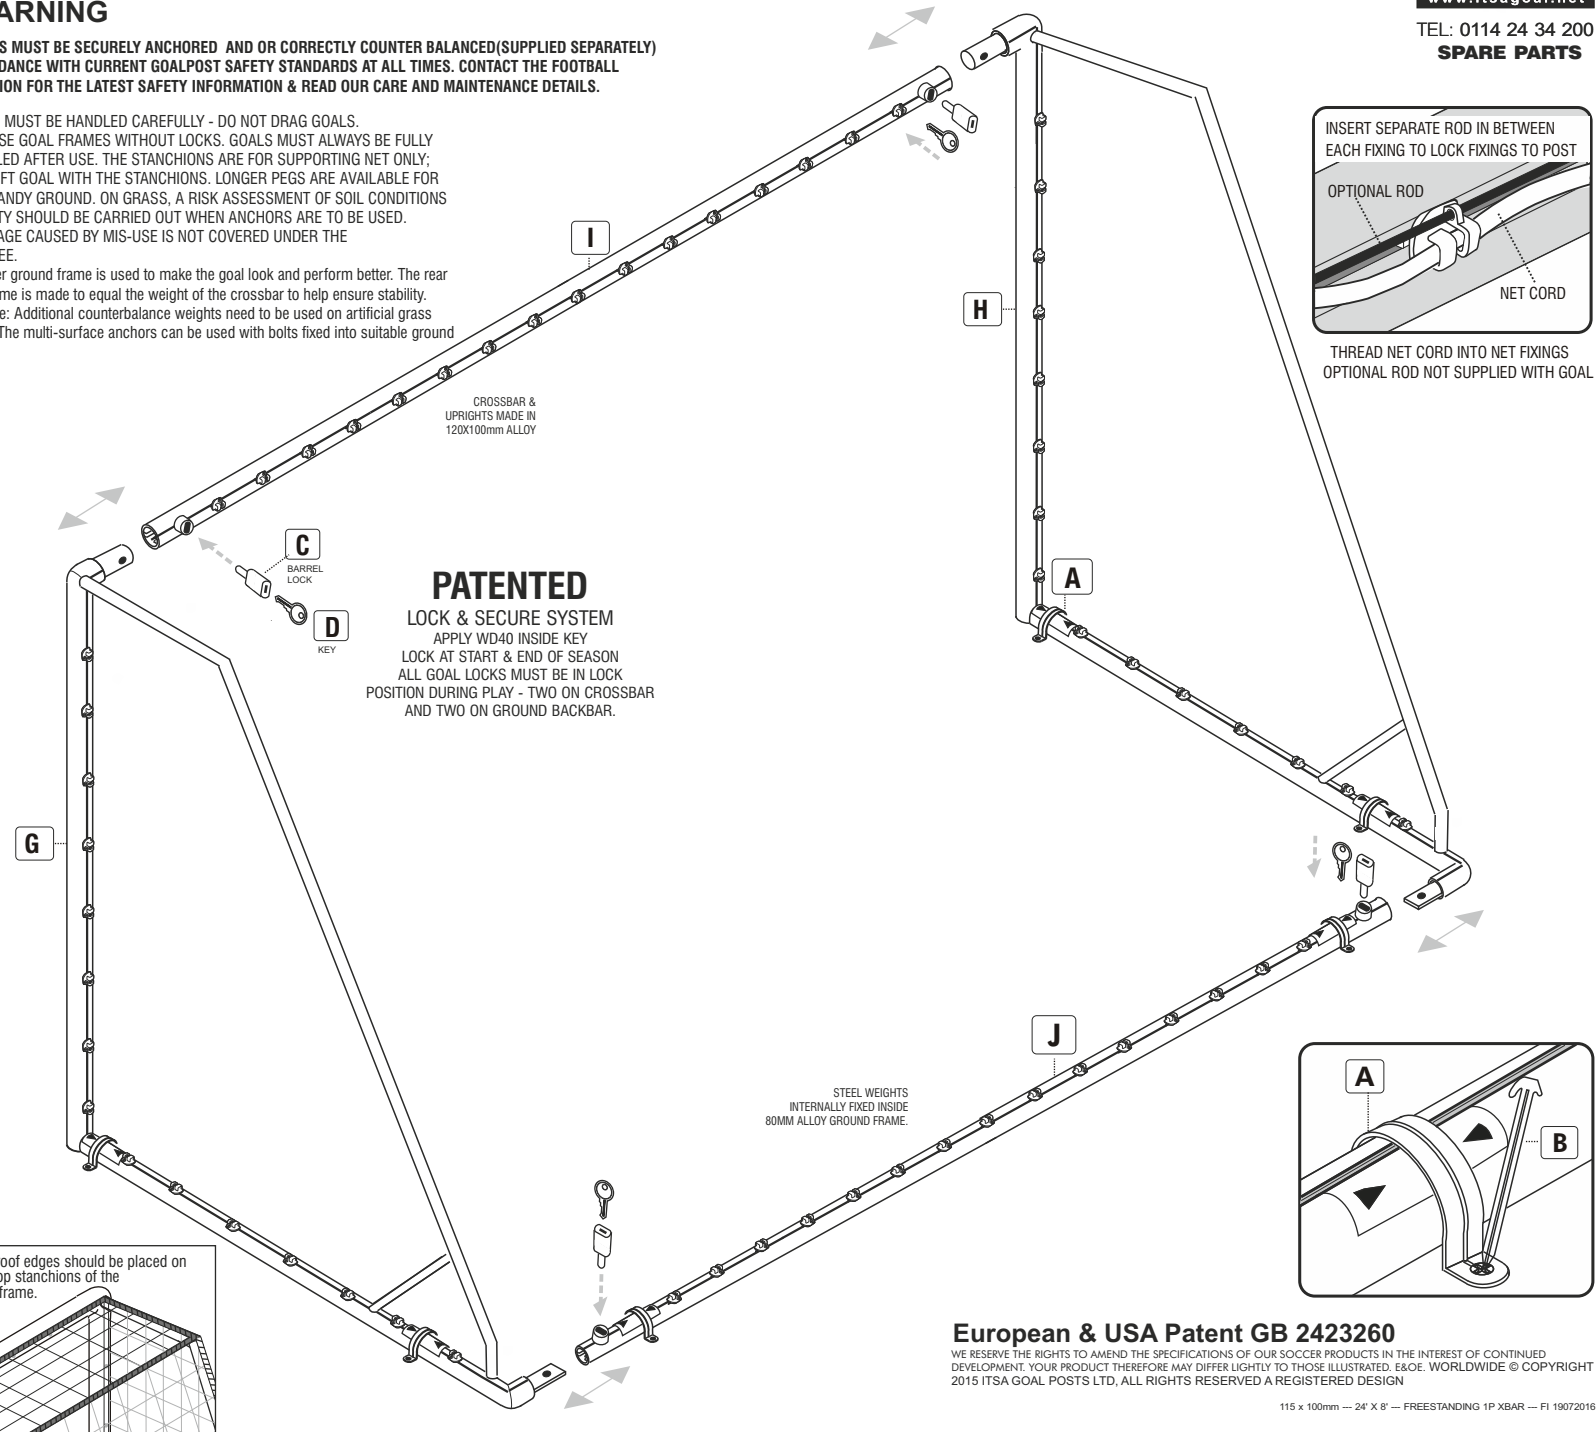 ARNING
S MUST BE SECURELY ANCHORED AND OR CORRECTLY COUNTER BALANCED(SUPPLIED SEPARATELY)
DANCE WITH CURRENT GOALPOST SAFETY STANDARDS AT ALL TIMES. CONTACT THE FOOTBALL
ION FOR THE LATEST SAFETY INFORMATION & READ OUR CARE AND MAINTENANCE DETAILS.
MUST BE HANDLED CAREFULLY - DO NOT DRAG GOALS.
SE GOAL FRAMES WITHOUT LOCKS. GOALS MUST ALWAYS BE FULLY
LED AFTER USE. THE STANCHIONS ARE FOR SUPPORTING NET ONLY;
FT GOAL WITH THE STANCHIONS. LONGER PEGS ARE AVAILABLE FOR
ANDY GROUND. ON GRASS, A RISK ASSESSMENT OF SOIL CONDITIONS
TY SHOULD BE CARRIED OUT WHEN ANCHORS ARE TO BE USED.
AGE CAUSED BY MIS-USE IS NOT COVERED UNDER THE
EE.
er ground frame is used to make the goal look and perform better. The rear
me is made to equal the weight of the crossbar to help ensure stability.
e: Additional counterbalance weights need to be used on artificial grass
The multi-surface anchors can be used with bolts fixed into suitable ground
www.itsagoal.net
TEL: 0114 24 34 200
SPARE PARTS
INSERT SEPARATE ROD IN BETWEEN
EACH FIXING TO LOCK FIXINGS TO POST
OPTIONAL ROD
NET CORD
THREAD NET CORD INTO NET FIXINGS
OPTIONAL ROD NOT SUPPLIED WITH GOAL
I
H
CROSSBAR &
UPRIGHTS MADE IN
120X100mm ALLOY
C
BARREL
LOCK
D
KEY
PATENTED
LOCK & SECURE SYSTEM
APPLY WD40 INSIDE KEY
LOCK AT START & END OF SEASON
ALL GOAL LOCKS MUST BE IN LOCK
POSITION DURING PLAY - TWO ON CROSSBAR
AND TWO ON GROUND BACKBAR.
A
G
J
STEEL WEIGHTS
INTERNALLY FIXED INSIDE
80MM ALLOY GROUND FRAME.
A
B
oof edges should be placed on
op stanchions of the
frame.
European & USA Patent GB 2423260
WE RESERVE THE RIGHTS TO AMEND THE SPECIFICATIONS OF OUR SOCCER PRODUCTS IN THE INTEREST OF CONTINUED
DEVELOPMENT. YOUR PRODUCT THEREFORE MAY DIFFER LIGHTLY TO THOSE ILLUSTRATED. E&OE. WORLDWIDE © COPYRIGHT
2015 ITSA GOAL POSTS LTD, ALL RIGHTS RESERVED A REGISTERED DESIGN
115 x 100mm --- 24' X 8' --- FREESTANDING 1P XBAR --- FI 19072016